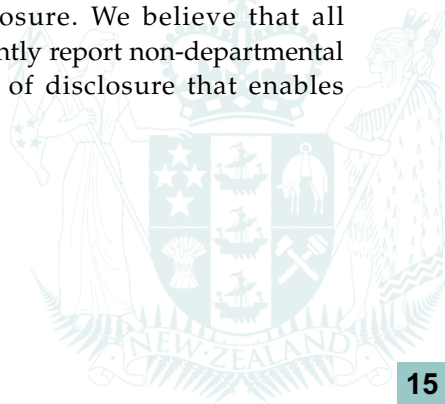 osure. We believe that all
ntly report non-departmental
of disclosure that enables
NEW·ZEALAND
15